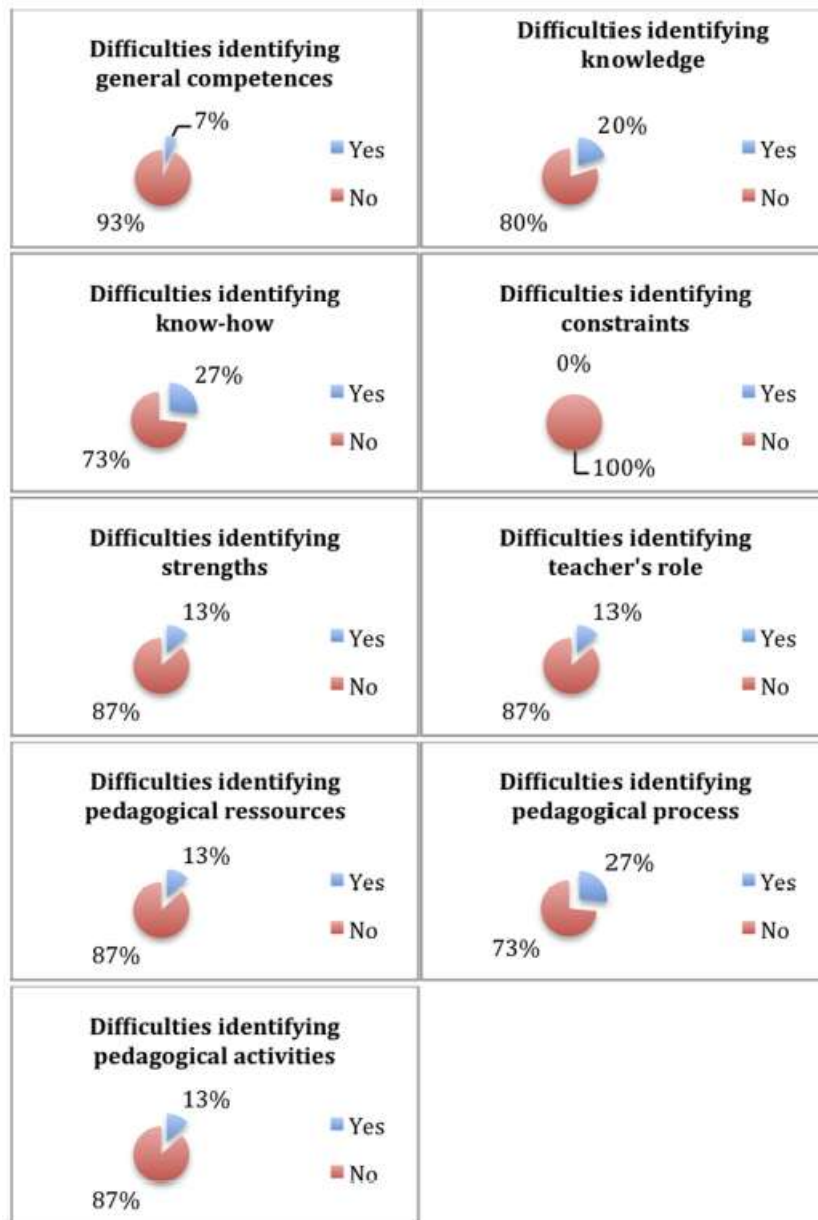 Difficulties identifying
general competences
7%
Yes
No
93%
Difficulties identifying
knowledge
20%
Yes
No
80%
Difficulties identifying
know-how
27%
Yes
No
73%
Difficulties identifying
constraints
0%
Yes
No
100%
Difficulties identifying
strengths
13%
Yes
No
87%
Difficulties identifying
teacher's role
13%
Yes
No
87%
Difficulties identifying
pedagogical ressources
13%
Yes
No
87%
Difficulties identifying
pedagogical process
27%
Yes
No
73%
Difficulties identifying
pedagogical activities
13%
Yes
No
87%